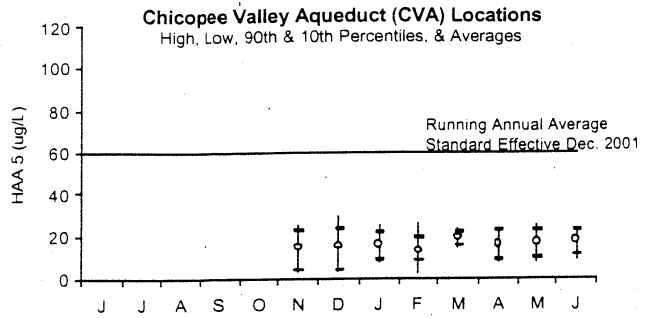 Chicopee Valley Aqueduct (CVA) Locations
High, Low, 90th & 10th Percentiles, & Averages
120
100
80
60
40
20
0
HAA 5 (ug/L)
Running Annual Average
Standard Effective Dec. 2001
J J A S O N D J F M A M J